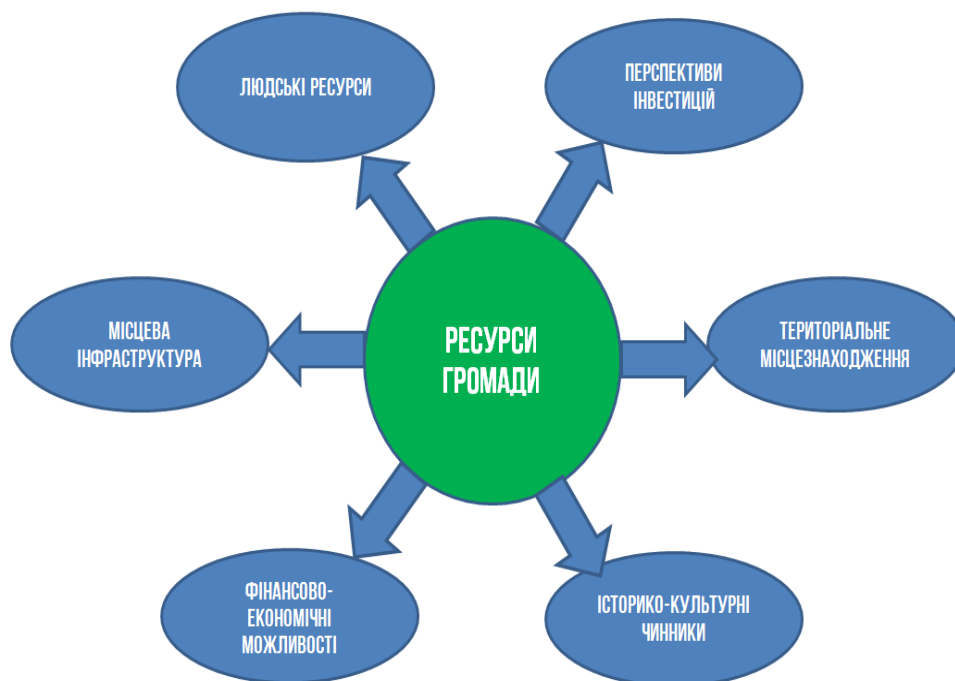 ЛЮДСЬКІ РЕСУРСИ
ПЕРСПЕКТИВИ
ІНВЕСТИЦІЙ
МІСЦЕВА
ІНФРАСТРУКТУРА
РЕСУРСИ
ГРОМАДИ
ТЕРИТОРІАЛЬНЕ
МІСЦЕЗНАХОДЖЕННЯ
ФІНАНСОВО-
ЕКОНОМІЧНІ
МОЖЛИВОСТІ
ІСТОРИКО-КУЛЬТУРНІ
ЧИННИКИ